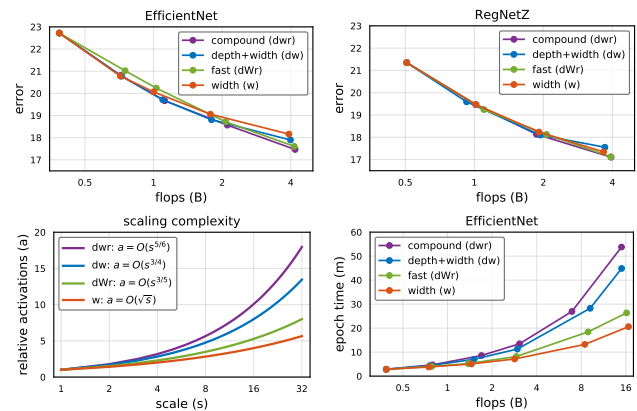 EfficientNet
23
22
21
20
19
18
17
error
compound (dwr)
depth+width (dw)
fast (dWr)
width (w)
0.5 1 2 4
flops (B)
RegNetZ
23
22
21
20
19
18
17
error
compound (dwr)
depth+width (dw)
fast (dWr)
width (w)
0.5 1 2 4
flops (B)
scaling complexity
20
15
10
5
0
relative activations (a)
dwr: a = O(s^{5/6})
dw: a = O(s^{3/4})
dWr: a = O(s^{3/5})
w: a = O(√s)
1 2 4 8 16 32
scale (s)
EfficientNet
60
50
40
30
20
10
0
epoch time (m)
compound (dwr)
depth+width (dw)
fast (dWr)
width (w)
0.5 1 2 4 8 16
flops (B)